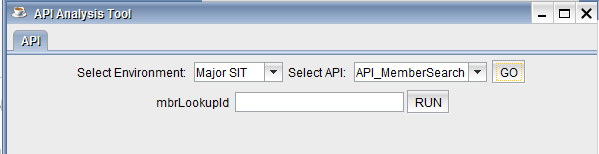 API Analysis Tool
API
Select Environment: Major SIT Select API: API_MemberSearch GO
mbrLookupId RUN